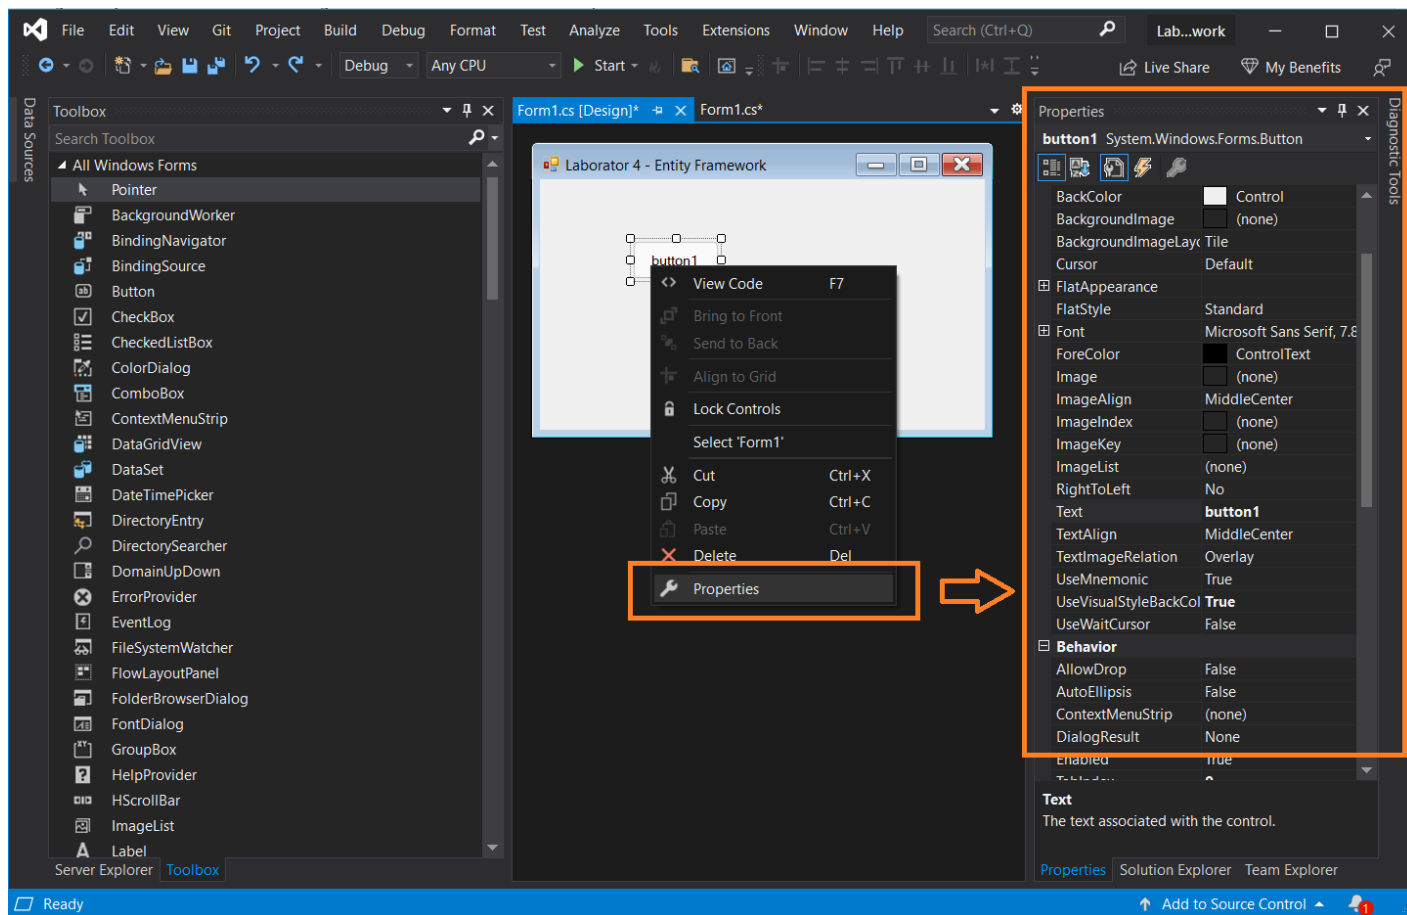 File Edit View Git Project Build Debug Format Test Analyze Tools Extensions Window Help Search (Ctrl+Q) Lab...work
Debug Any CPU Start Live Share My Benefits
Data Sources
Toolbox
Search Toolbox
All Windows Forms
Pointer
BackgroundWorker
BindingNavigator
BindingSource
Button
CheckBox
CheckedListBox
ColorDialog
ComboBox
ContextMenuStrip
DataGridView
DataSet
DateTimePicker
DirectoryEntry
DirectorySearcher
DomainUpDown
ErrorProvider
EventLog
FileSystemWatcher
FlowLayoutPanel
FolderBrowserDialog
FontDialog
GroupBox
HelpProvider
HScrollBar
ImageList
Label
Server Explorer Toolbox
Form1.cs [Design]* Form1.cs*
Laborator 4 - Entity Framework
button1
View Code F7
Bring to Front
Send to Back
Align to Grid
Lock Controls
Select 'Form1'
Cut Ctrl+X
Copy Ctrl+C
Paste Ctrl+V
Delete Del
Properties
Properties
button1 System.Windows.Forms.Button
BackColor Control
BackgroundImage (none)
BackgroundImageLayo Tile
Cursor Default
FlatAppearance
FlatStyle Standard
Font Microsoft Sans Serif, 7.8
ForeColor ControlText
Image (none)
ImageAlign MiddleCenter
ImageIndex (none)
ImageKey (none)
ImageList (none)
RightToLeft No
Text button1
TextAlign MiddleCenter
TextImageRelation Overlay
UseMnemonic True
UseVisualStyleBackCol True
UseWaitCursor False
Behavior
AllowDrop False
AutoEllipsis False
ContextMenuStrip (none)
DialogResult None
Enabled True
TabIndex 0
Text
The text associated with the control.
Properties Solution Explorer Team Explorer
Diagnostic Tools
Ready
Add to Source Control 1